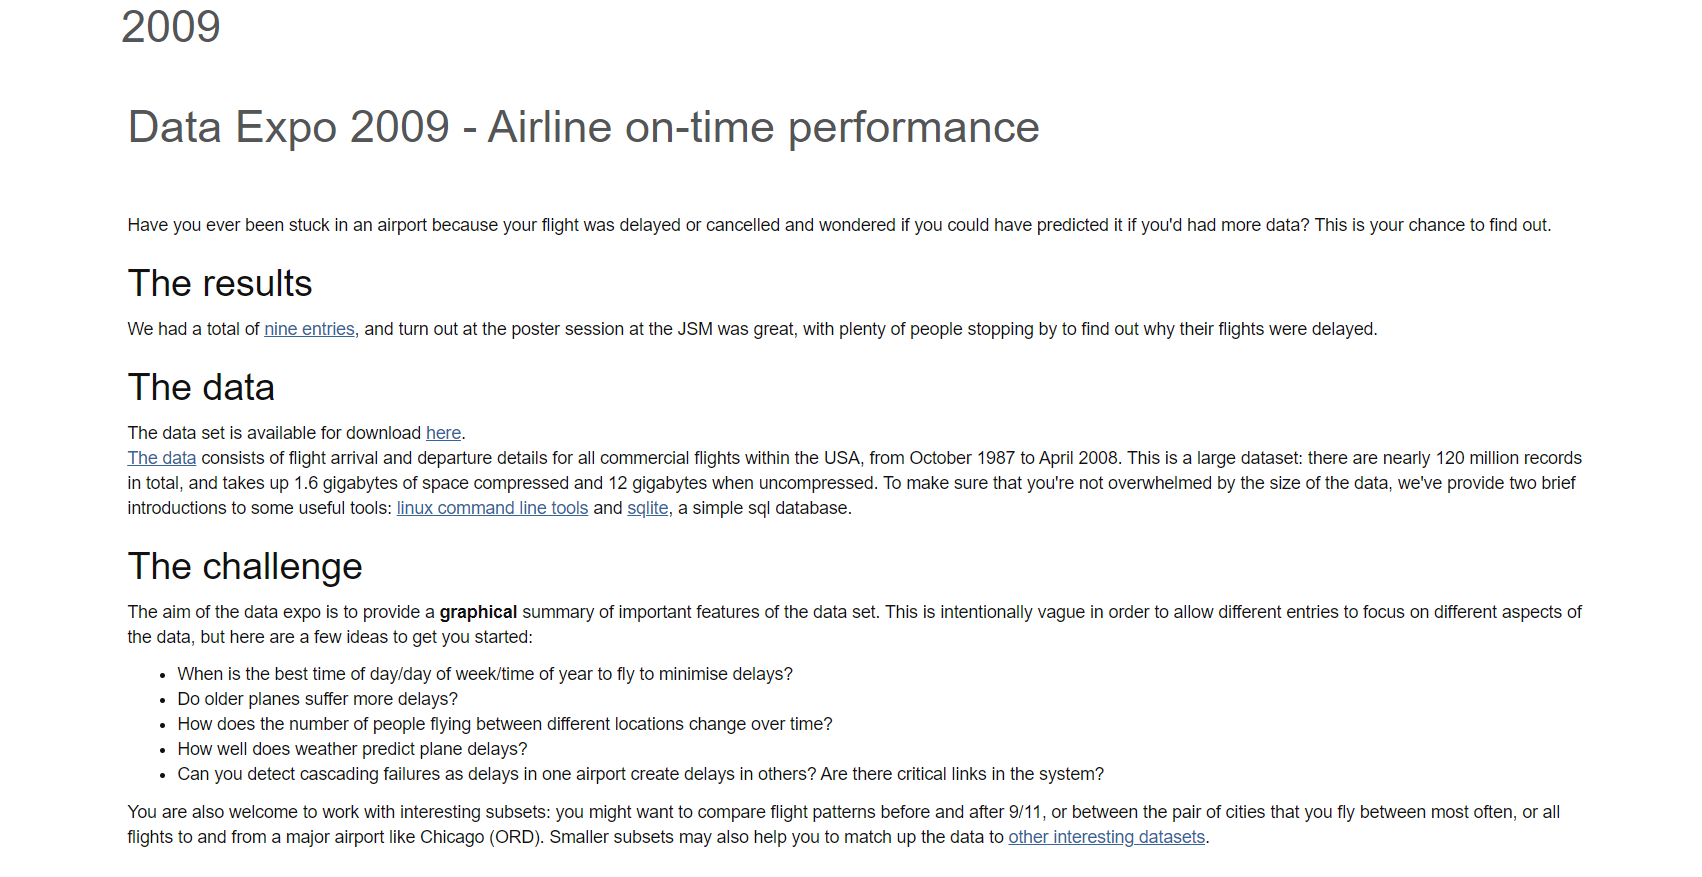 2009
Data Expo 2009 - Airline on-time performance
Have you ever been stuck in an airport because your flight was delayed or cancelled and wondered if you could have predicted it if you'd had more data? This is your chance to find out.
The results
We had a total of nine entries, and turn out at the poster session at the JSM was great, with plenty of people stopping by to find out why their flights were delayed.
The data
The data set is available for download here.
The data consists of flight arrival and departure details for all commercial flights within the USA, from October 1987 to April 2008. This is a large dataset: there are nearly 120 million records
in total, and takes up 1.6 gigabytes of space compressed and 12 gigabytes when uncompressed. To make sure that you're not overwhelmed by the size of the data, we've provide two brief
introductions to some useful tools: linux command line tools and sqlite, a simple sql database.
The challenge
The aim of the data expo is to provide a graphical summary of important features of the data set. This is intentionally vague in order to allow different entries to focus on different aspects of
the data, but here are a few ideas to get you started:
• When is the best time of day/day of week/time of year to fly to minimise delays?
• Do older planes suffer more delays?
• How does the number of people flying between different locations change over time?
• How well does weather predict plane delays?
• Can you detect cascading failures as delays in one airport create delays in others? Are there critical links in the system?
You are also welcome to work with interesting subsets: you might want to compare flight patterns before and after 9/11, or between the pair of cities that you fly between most often, or all
flights to and from a major airport like Chicago (ORD). Smaller subsets may also help you to match up the data to other interesting datasets.